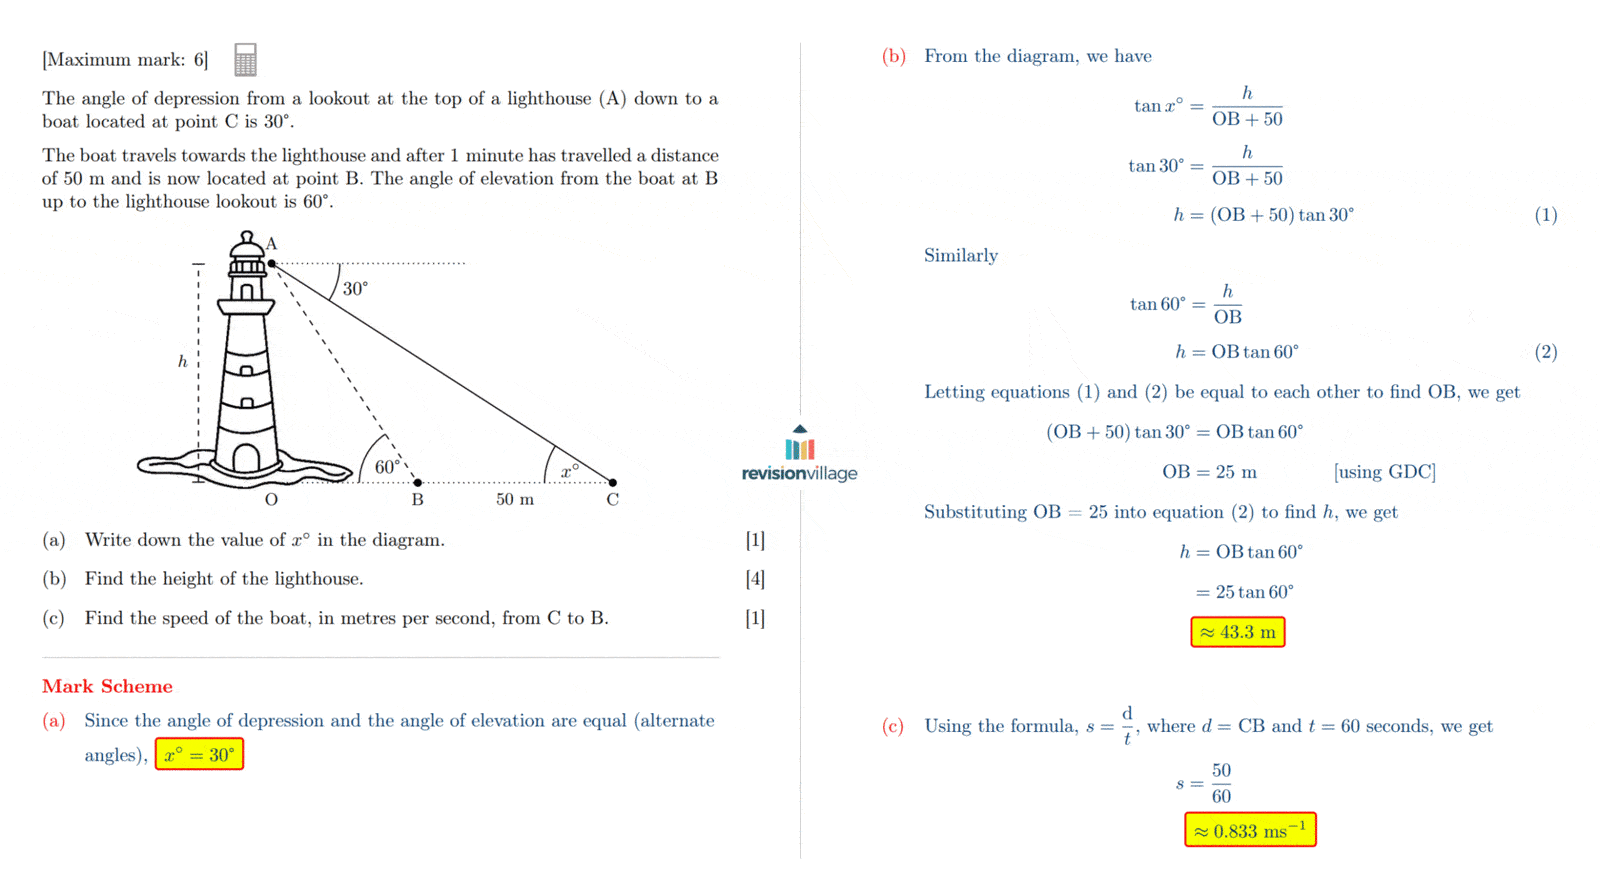 [Maximum mark: 6]
The angle of depression from a lookout at the top of a lighthouse (A) down to a
boat located at point C is 30°.
The boat travels towards the lighthouse and after 1 minute has travelled a distance
of 50 m and is now located at point B. The angle of elevation from the boat at B
up to the lighthouse lookout is 60°.
A
30°
h
60°
x°
O
B
50 m
C
(a) Write down the value of x° in the diagram. [1]
(b) Find the height of the lighthouse. [4]
(c) Find the speed of the boat, in metres per second, from C to B. [1]
Mark Scheme
(a) Since the angle of depression and the angle of elevation are equal (alternate
angles), x° = 30°
revisionvillage
(b) From the diagram, we have
tan x° = h / (OB + 50)
tan 30° = h / (OB + 50)
h = (OB + 50) tan 30° (1)
Similarly
tan 60° = h / OB
h = OB tan 60° (2)
Letting equations (1) and (2) be equal to each other to find OB, we get
(OB + 50) tan 30° = OB tan 60°
OB = 25 m [using GDC]
Substituting OB = 25 into equation (2) to find h, we get
h = OB tan 60°
= 25 tan 60°
≈ 43.3 m
(c) Using the formula, s = d / t, where d = CB and t = 60 seconds, we get
s = 50 / 60
≈ 0.833 ms⁻¹